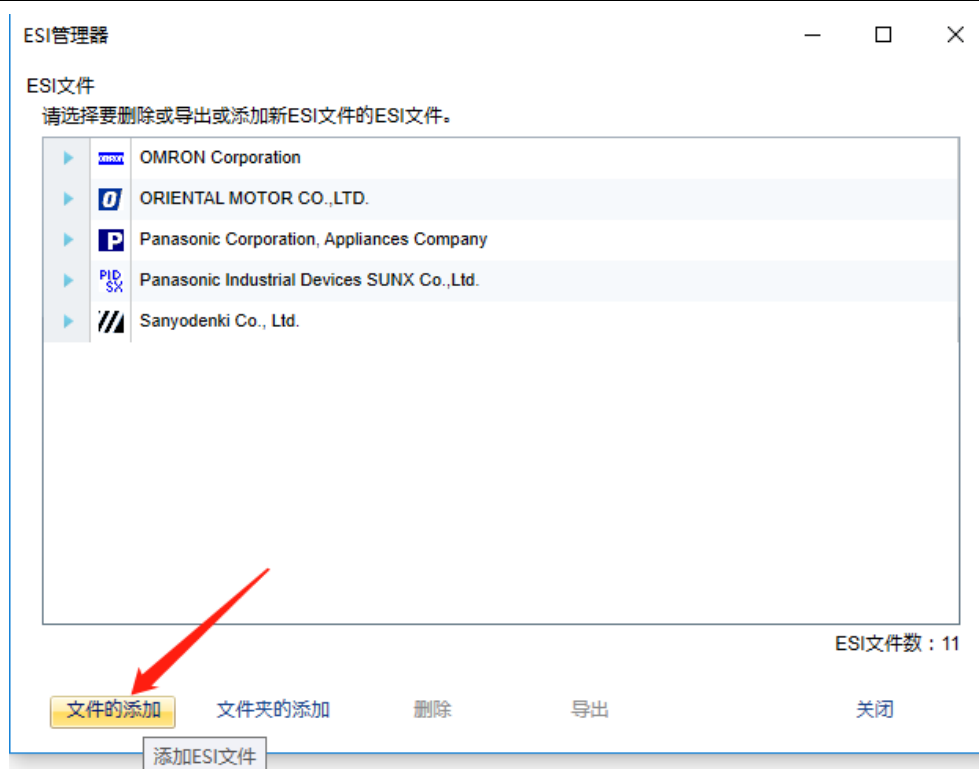 ESI管理器
ESI文件
请选择要删除或导出或添加新ESI文件的ESI文件。
OMRON OMRON Corporation
ORIENTAL MOTOR CO.,LTD.
P Panasonic Corporation, Appliances Company
PID SX Panasonic Industrial Devices SUNX Co.,Ltd.
Sanyodenki Co., Ltd.
ESI文件数：11
文件的添加 文件夹的添加 删除 导出 关闭
添加ESI文件